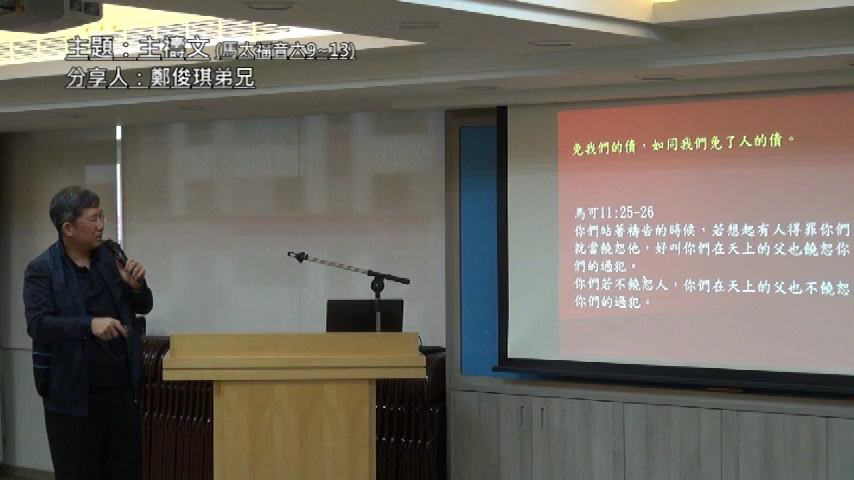 主題：主禱文 (馬太福音六9~13)
分享人：鄭俊琪弟兄
免我們的債，如同我們免了人的債。
馬可11:25-26
你們站著禱告的時候，若想起有人得罪你們
就當饒恕他，好叫你們在天上的父也饒恕你
們的過犯。
你們若不饒恕人，你們在天上的父也不饒恕
你們的過犯。